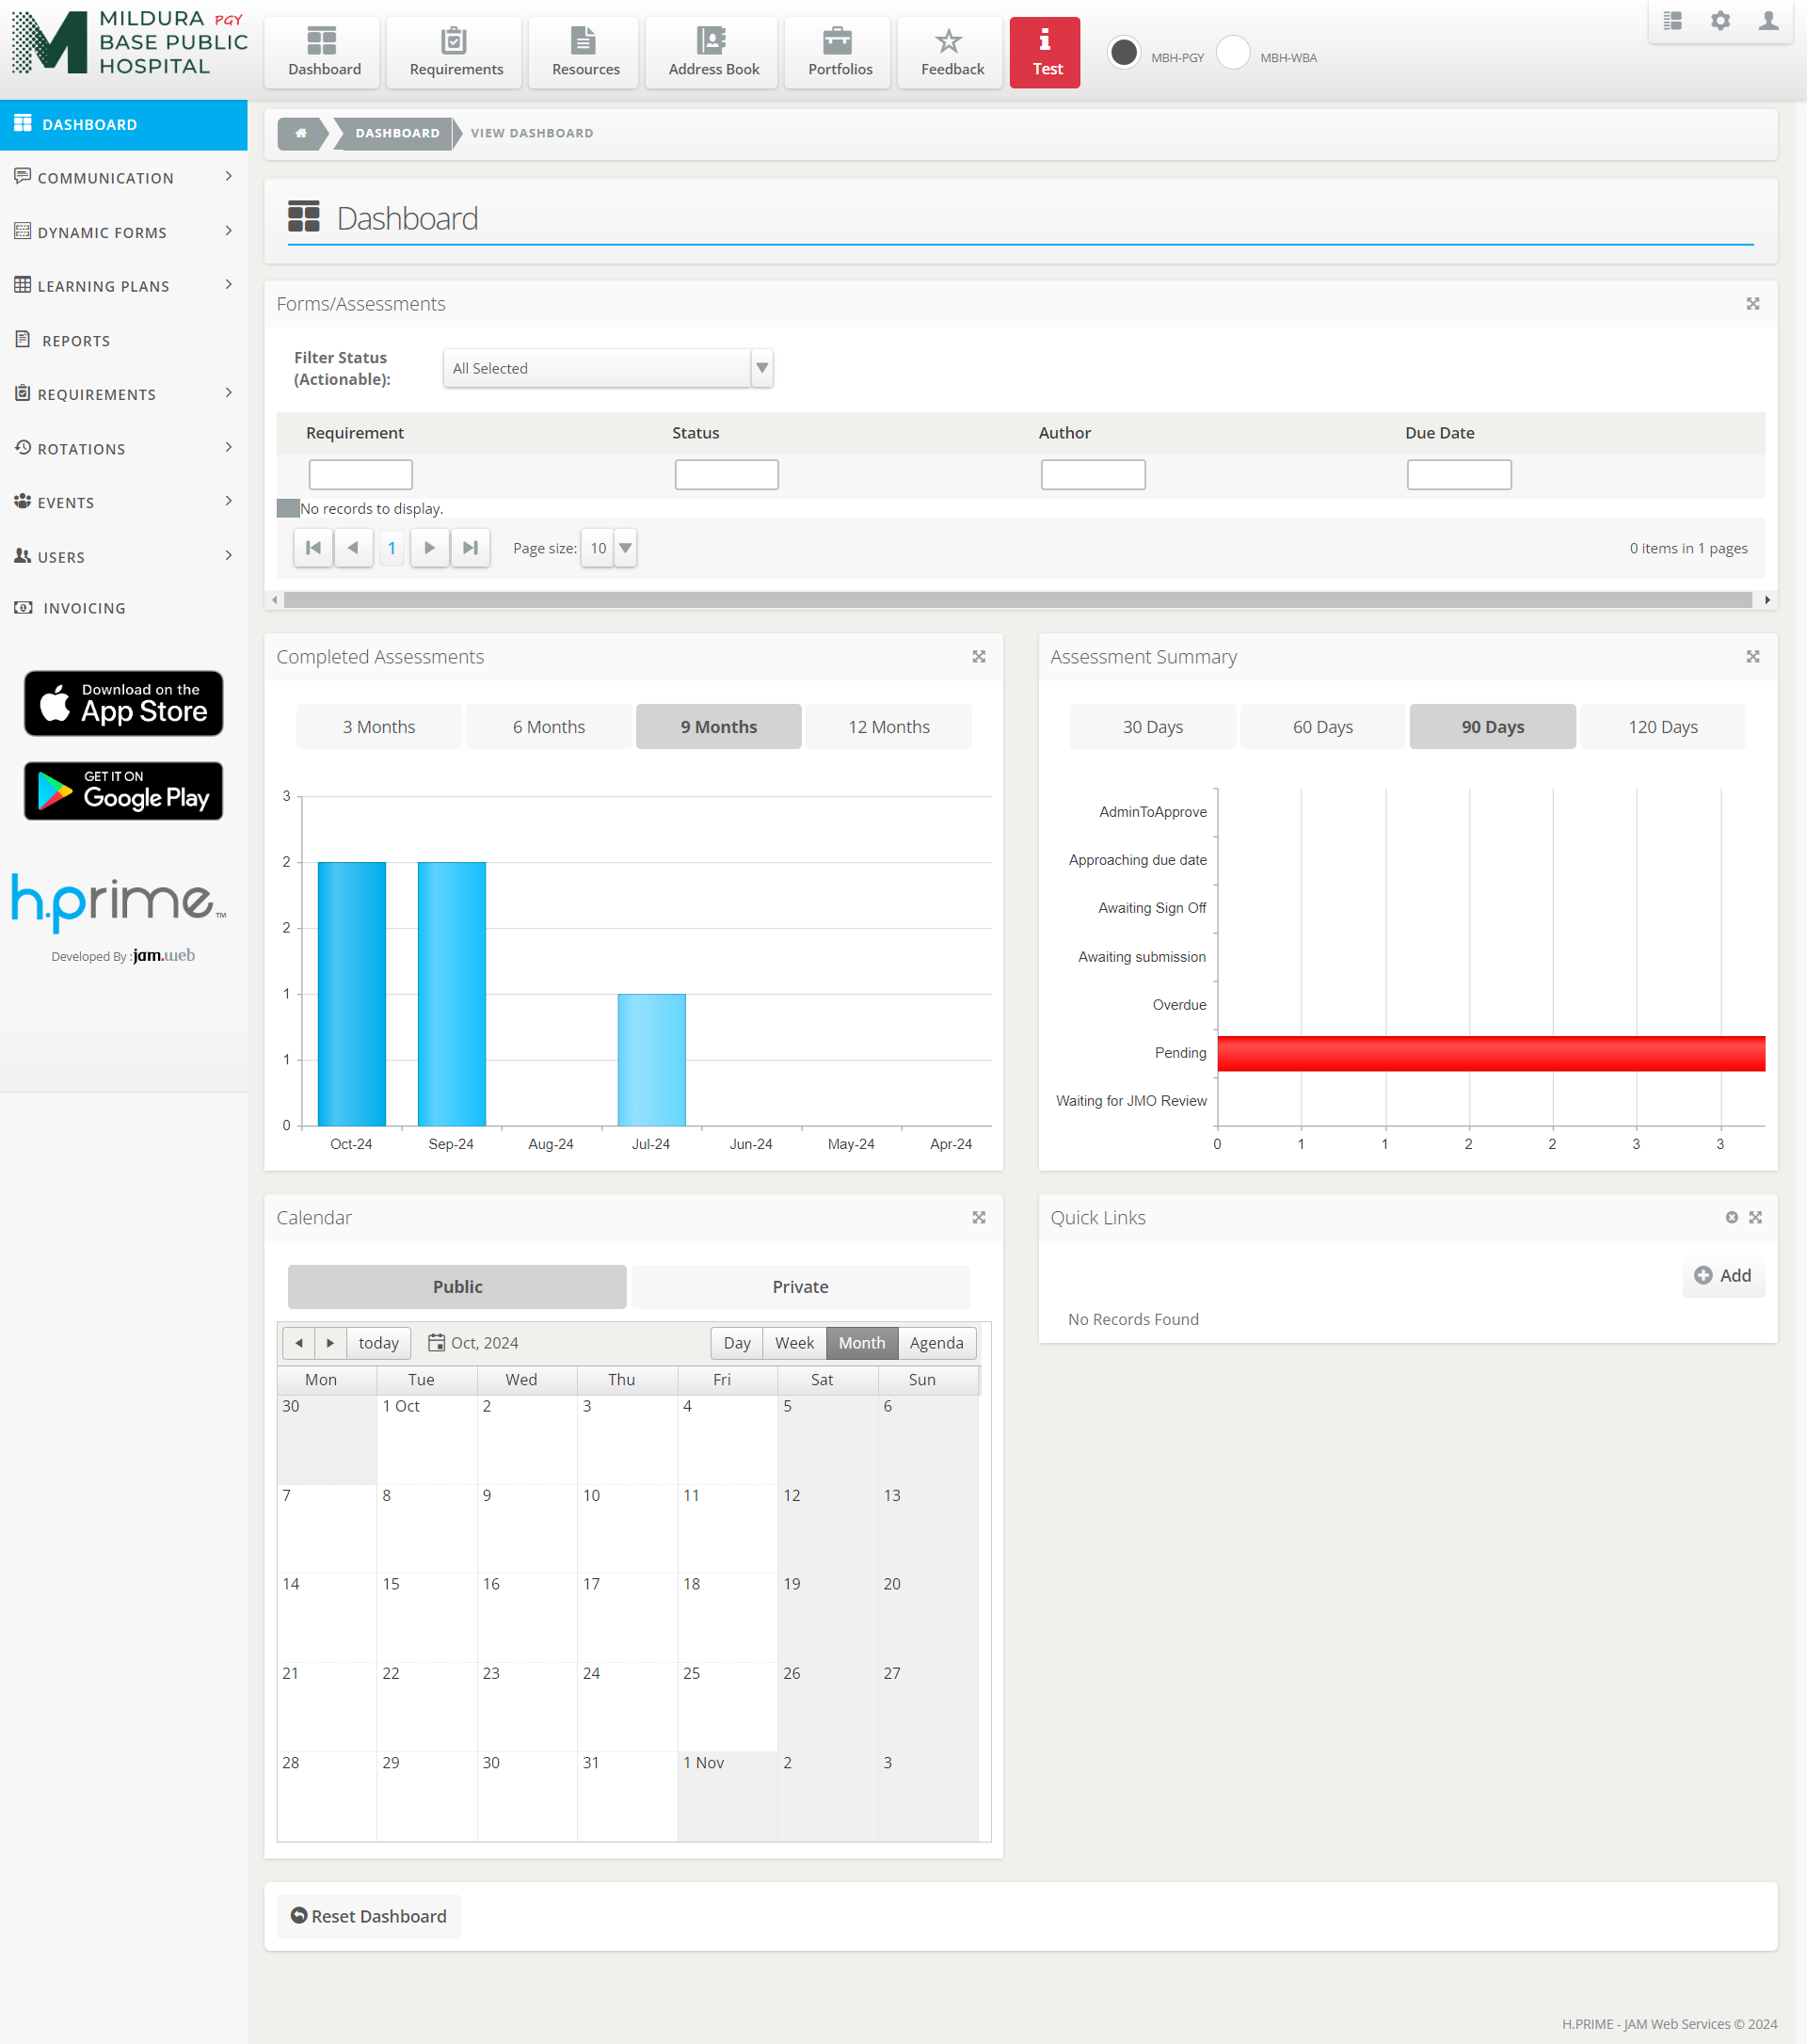 MILDURA PGY
BASE PUBLIC
HOSPITAL
Dashboard
Requirements
Resources
Address Book
Portfolios
Feedback
Test
MBH-PGY
MBH-WBA
DASHBOARD
COMMUNICATION
DYNAMIC FORMS
LEARNING PLANS
REPORTS
REQUIREMENTS
ROTATIONS
EVENTS
USERS
INVOICING
Download on the
App Store
GET IT ON
Google Play
h.prime™
Developed By :jam.web
DASHBOARD
VIEW DASHBOARD
Dashboard
Forms/Assessments
Filter Status
(Actionable):
All Selected
Requirement Status Author Due Date
No records to display.
1
Page size: 10
0 items in 1 pages
Completed Assessments
3 Months 6 Months 9 Months 12 Months
3
2
2
1
1
0
Oct-24 Sep-24 Aug-24 Jul-24 Jun-24 May-24 Apr-24
Assessment Summary
30 Days 60 Days 90 Days 120 Days
AdminToApprove
Approaching due date
Awaiting Sign Off
Awaiting submission
Overdue
Pending
Waiting for JMO Review
0 1 1 2 2 3 3
Calendar
Public Private
today Oct, 2024 Day Week Month Agenda
Mon Tue Wed Thu Fri Sat Sun
30 1 Oct 2 3 4 5 6
7 8 9 10 11 12 13
14 15 16 17 18 19 20
21 22 23 24 25 26 27
28 29 30 31 1 Nov 2 3
Quick Links
Add
No Records Found
Reset Dashboard
H.PRIME - JAM Web Services © 2024